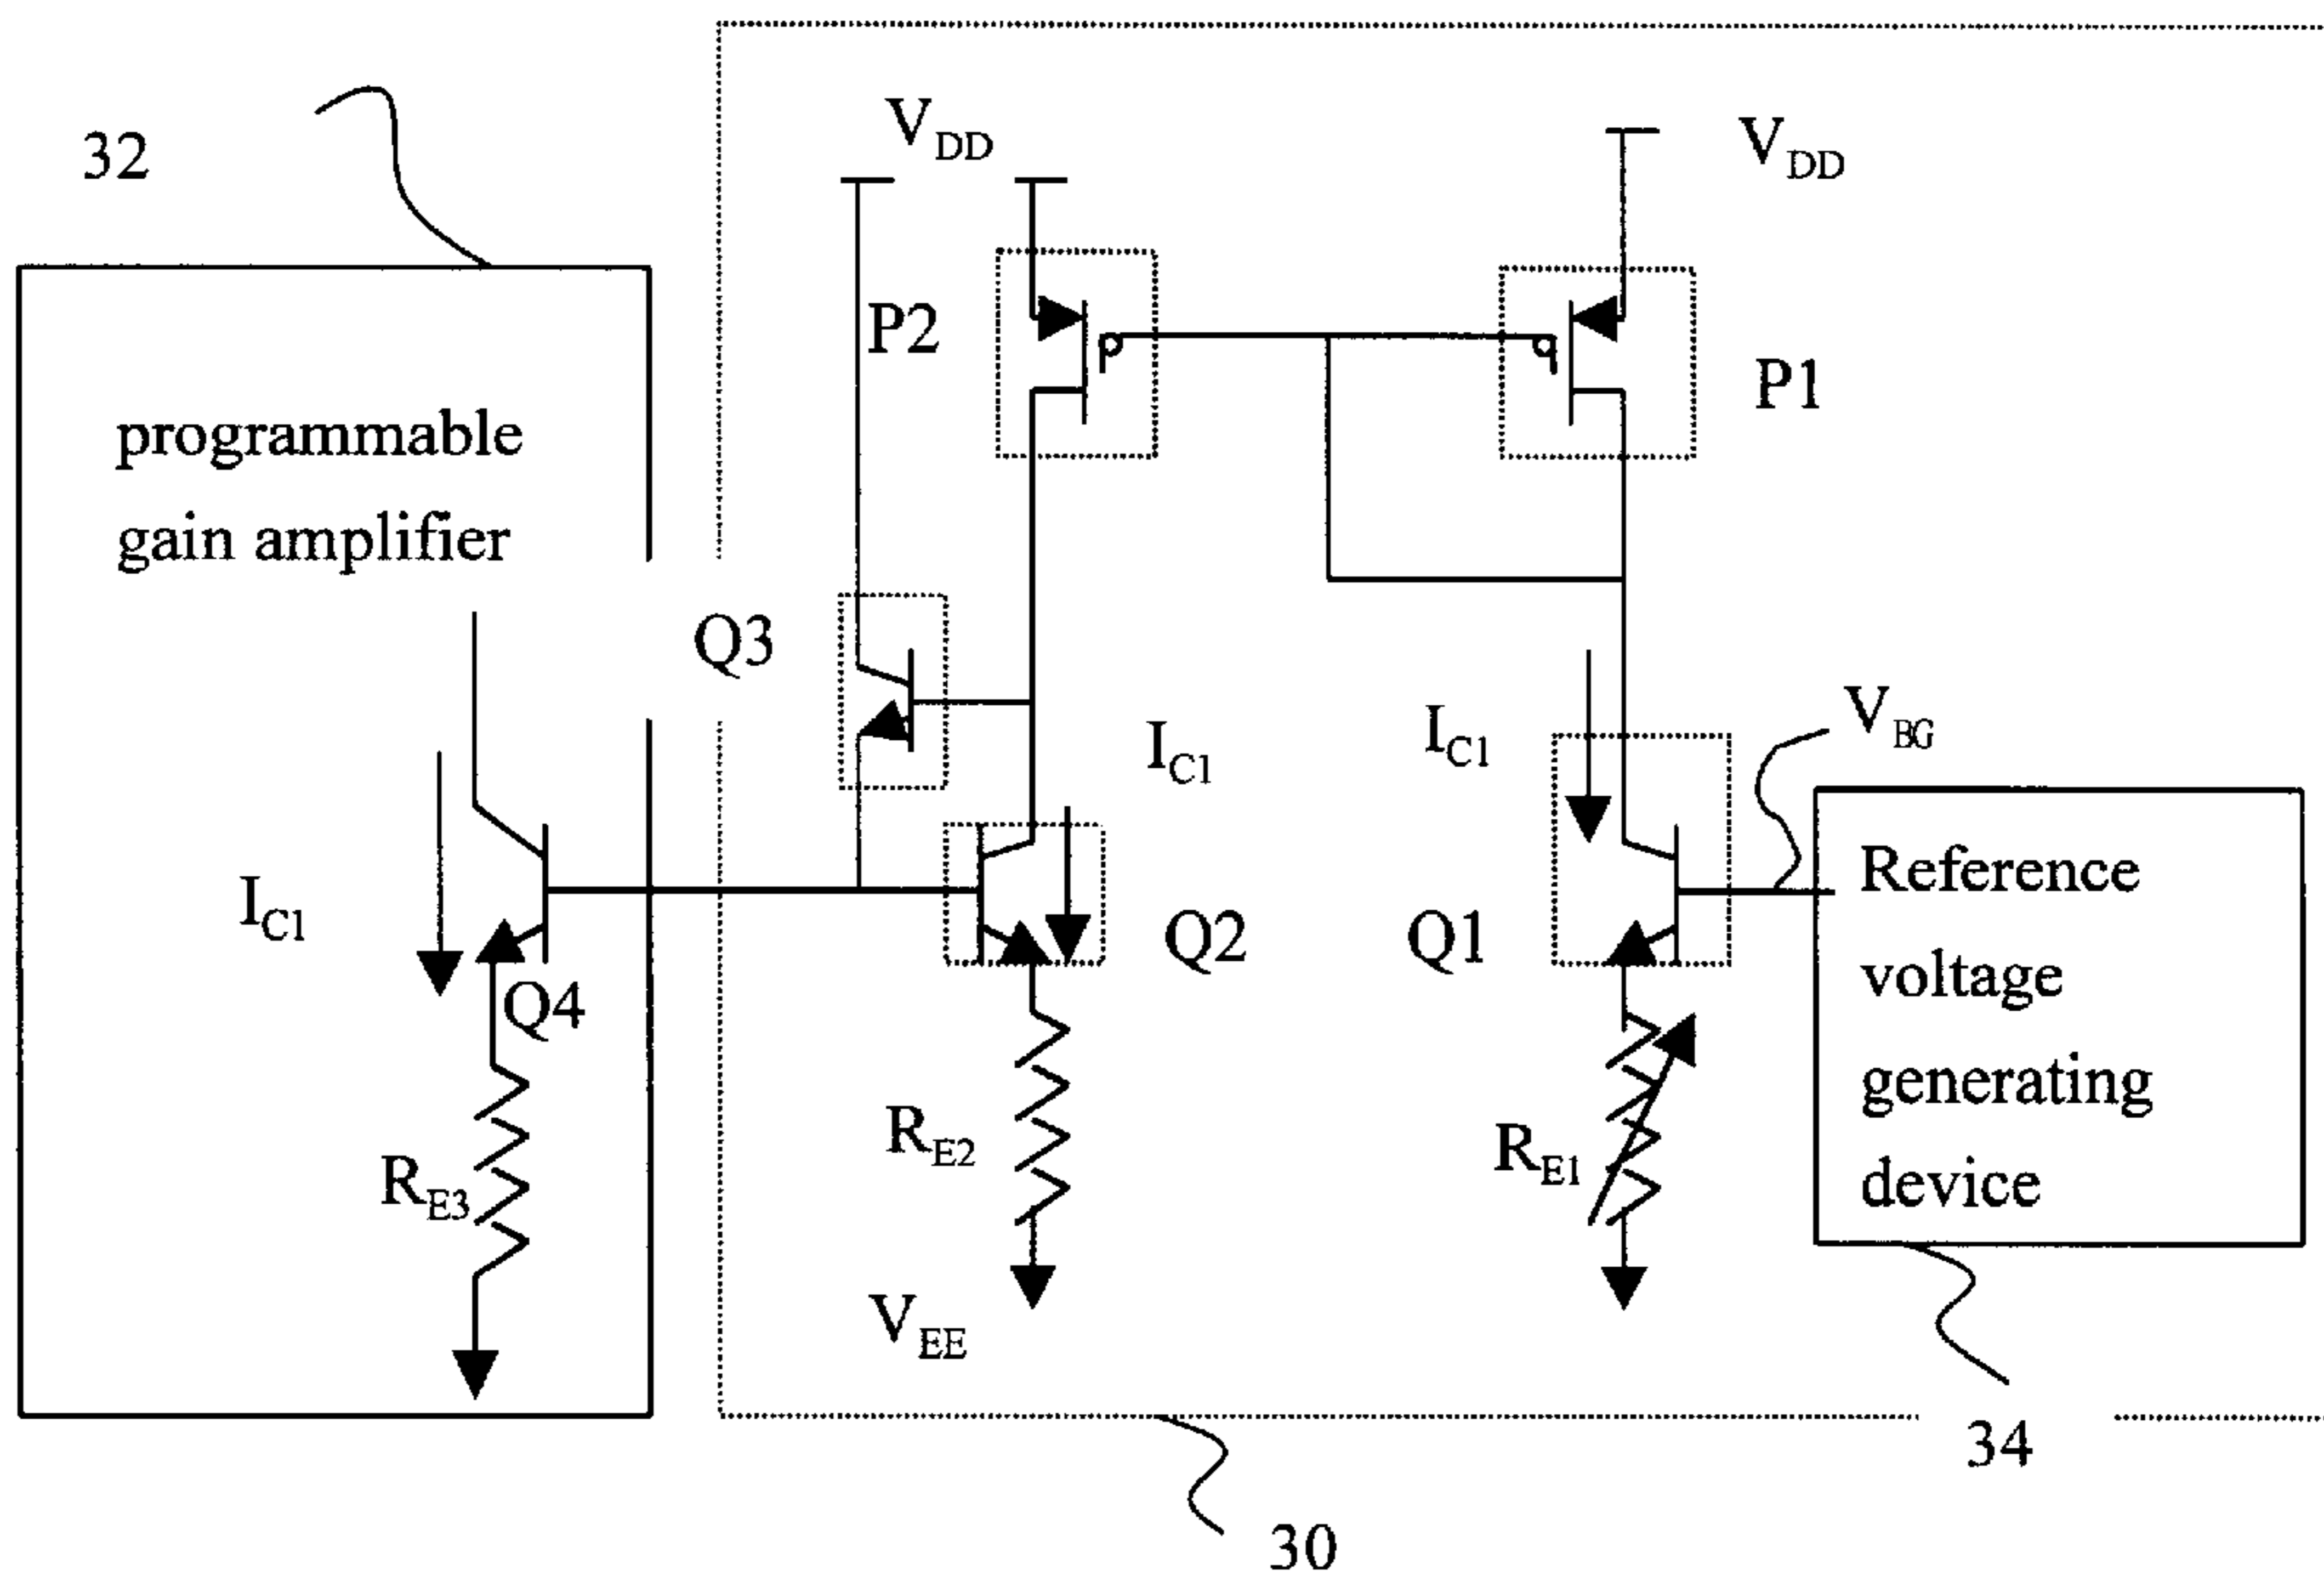 32
V_DD
V_DD
P2
P1
programmable
gain amplifier
Q3
I_C1
I_C1
V_BG
I_C1
Q4
Q2
Q1
Reference
voltage
generating
device
R_E3
R_E2
R_E1
V_EE
34
30